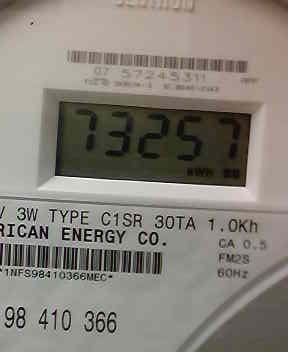 07 57245311
73257
KWH
V 3W TYPE C1SR 30TA 1.0Kh
RICAN ENERGY CO.
CA 0.5
FM2S
60Hz
*1NFS98410366MEC*
98 410 366